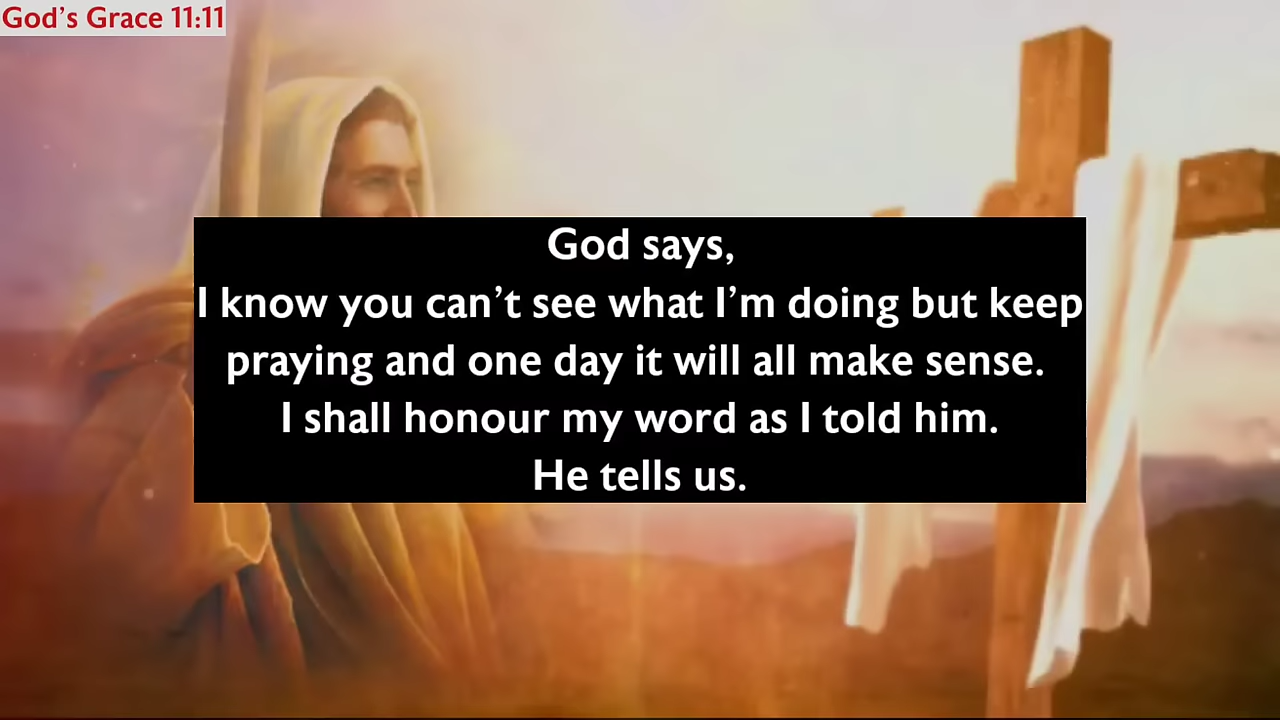 God’s Grace 11:11
God says,
I know you can’t see what I’m doing but keep
praying and one day it will all make sense.
I shall honour my word as I told him.
He tells us.